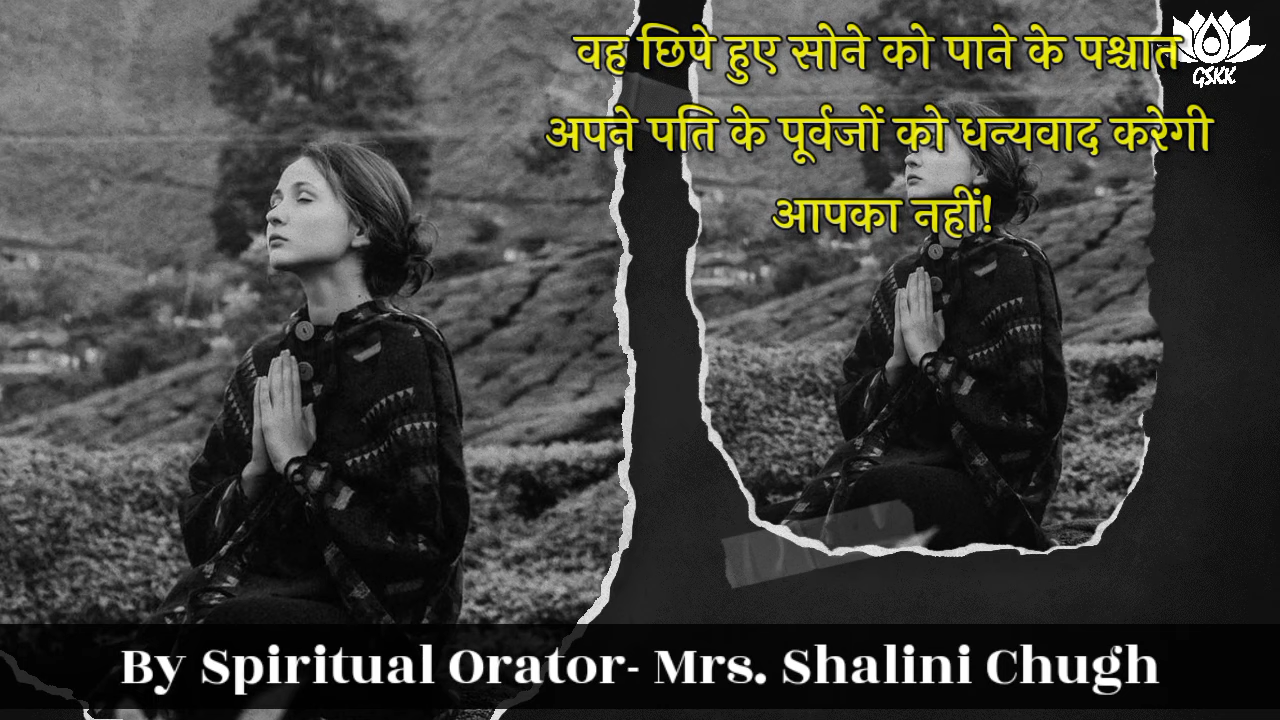 वह छिपे हुए सोने को पाने के पश्चात
GSKK
अपने पति के पूर्वजों को धन्यवाद करेगी
आपका नहीं!
By Spiritual Orator- Mrs. Shalini Chugh